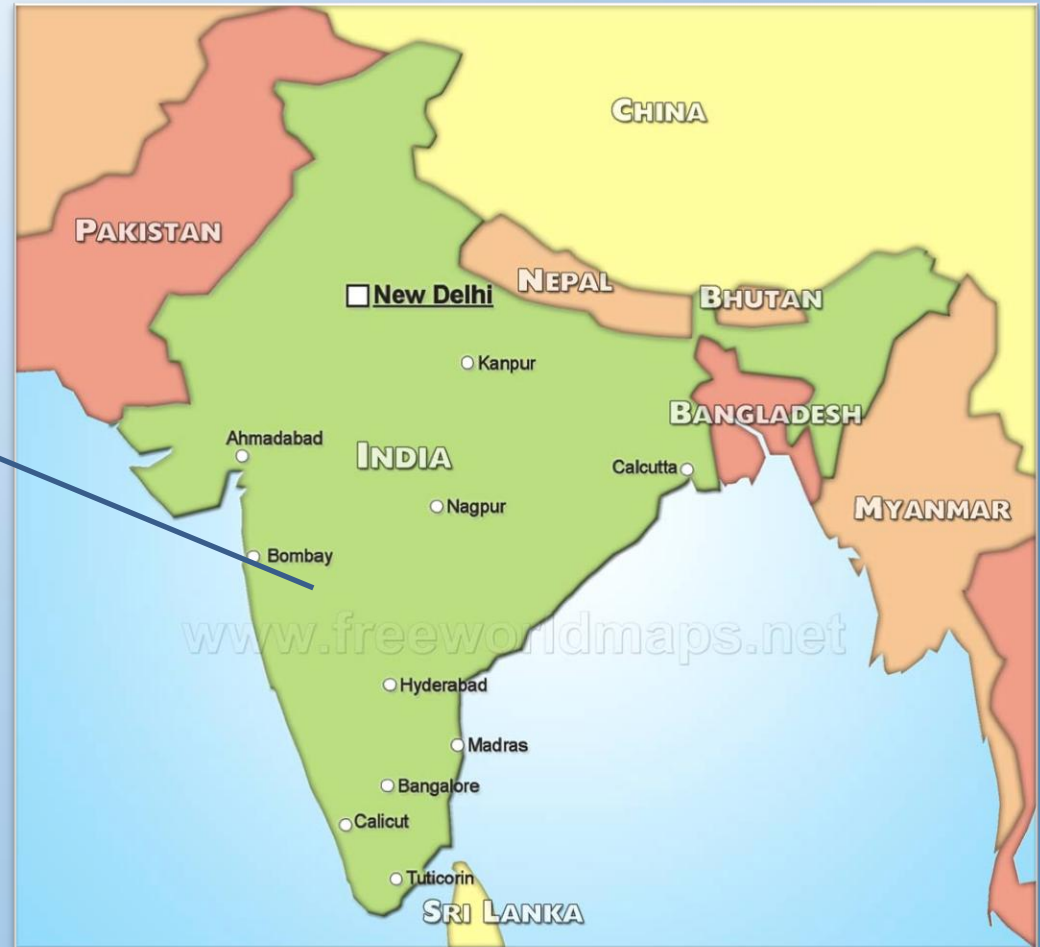 CHINA
PAKISTAN
NEPAL
BHUTAN
New Delhi
Kanpur
BANGLADESH
Ahmadabad
INDIA
Calcutta
Nagpur
MYANMAR
Bombay
www.freeworldmaps.net
Hyderabad
Madras
Bangalore
Calicut
Tuticorin
SRI LANKA